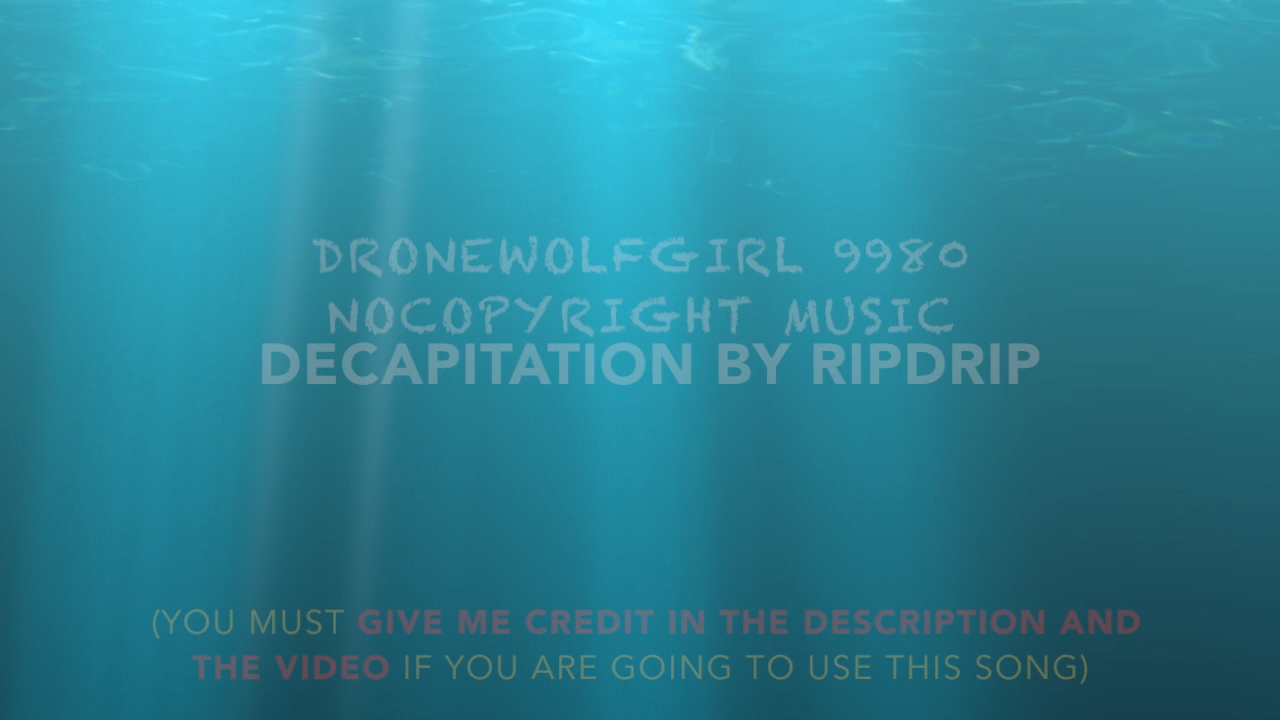 DRONEWOLFGIRL 9980
NOCOPYRIGHT MUSIC
DECAPITATION BY RIPDRIP
(YOU MUST GIVE ME CREDIT IN THE DESCRIPTION AND
THE VIDEO IF YOU ARE GOING TO USE THIS SONG)